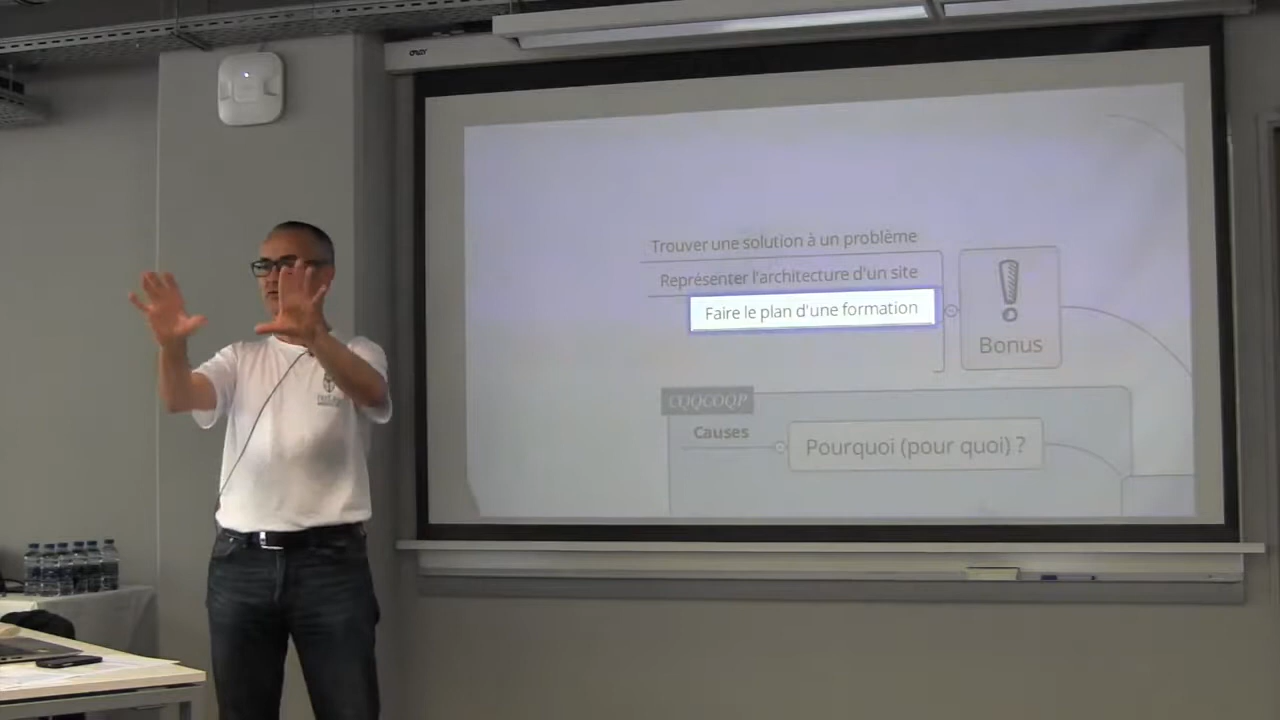 oray
Trouver une solution à un problème
Représenter l'architecture d'un site
Faire le plan d'une formation
Bonus
CQQCOQP
Causes
Pourquoi (pour quoi) ?